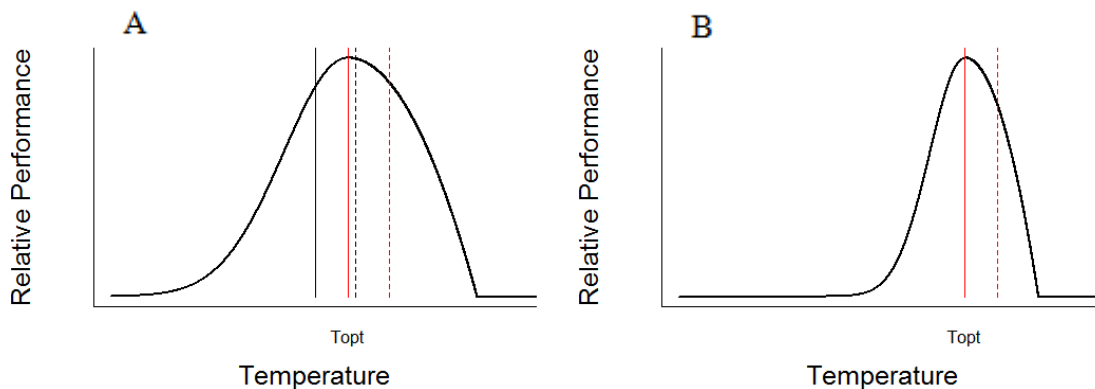 A
Relative Performance
Topt
Temperature
B
Relative Performance
Topt
Temperature